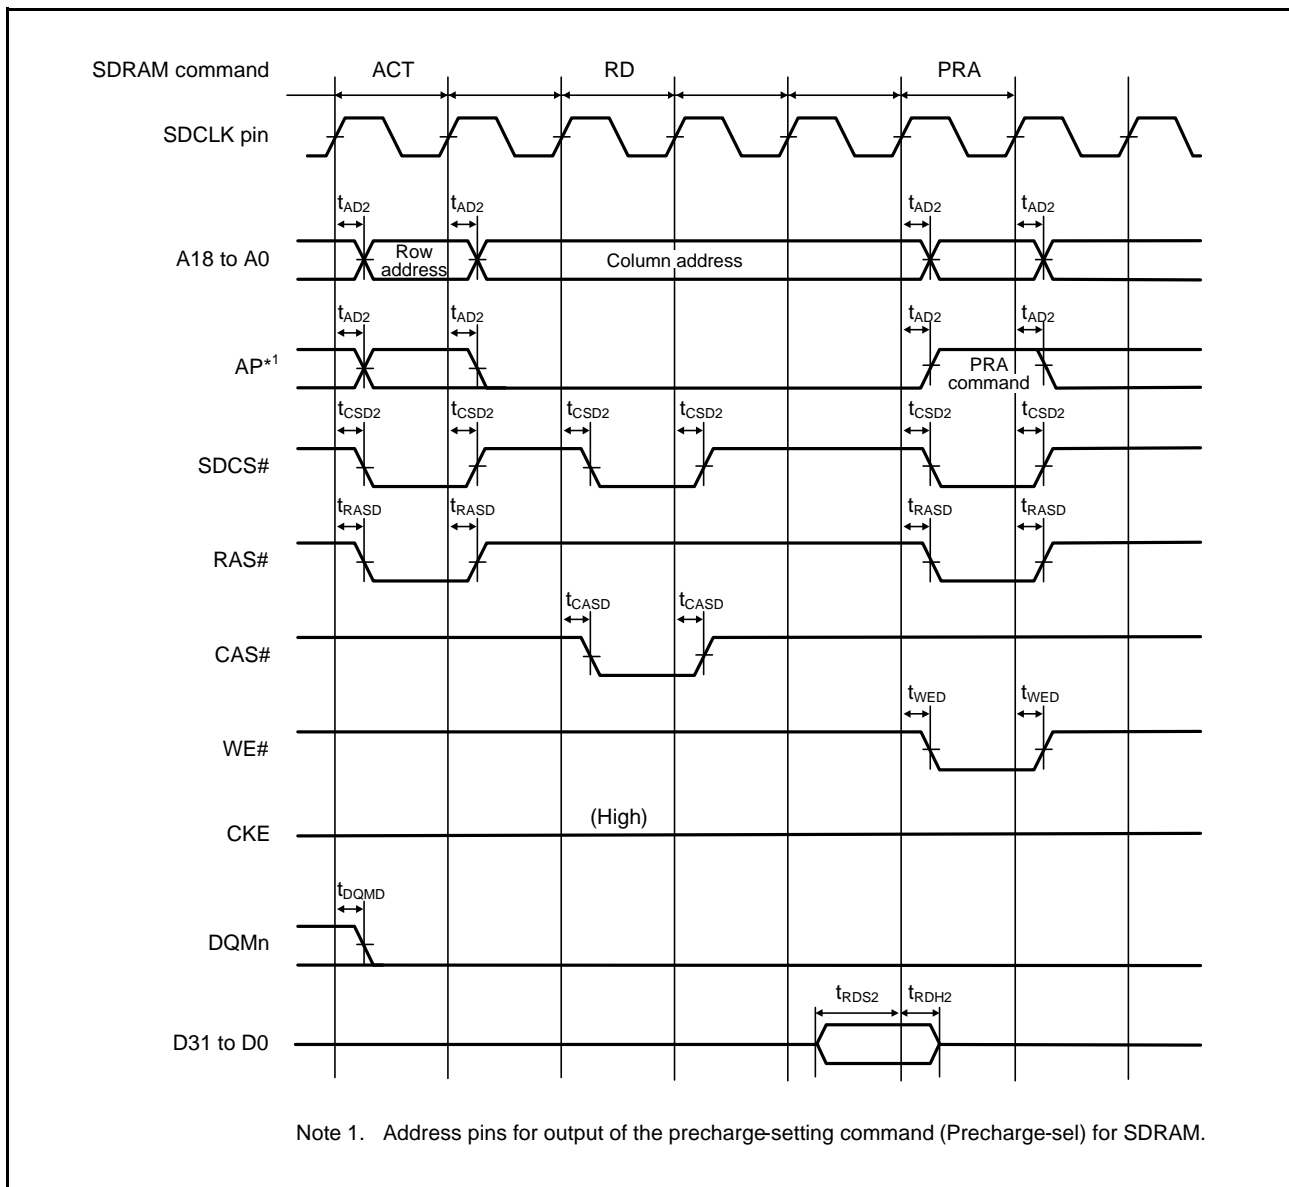 SDRAM command ACT RD PRA
SDCLK pin
tAD2 tAD2 tAD2 tAD2
A18 to A0 Row address Column address
tAD2 tAD2 tAD2 tAD2
AP*1 PRA command
tCSD2 tCSD2 tCSD2 tCSD2 tCSD2 tCSD2
SDCS#
tRASD tRASD tRASD tRASD
RAS#
tCASD tCASD
CAS#
tWED tWED
WE#
(High)
CKE
tDQMD
DQMn
tRDS2 tRDH2
D31 to D0
Note 1. Address pins for output of the precharge-setting command (Precharge-sel) for SDRAM.